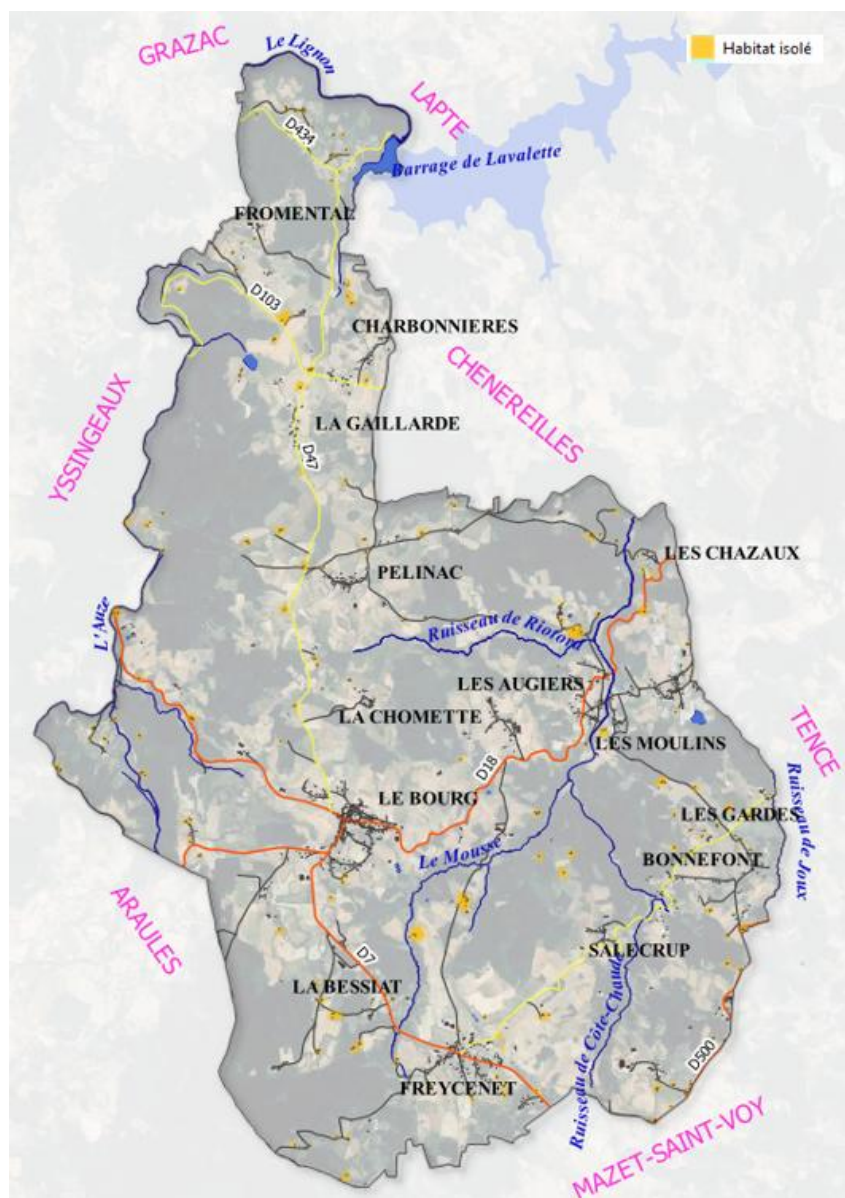 GRAZAC
Le Lignon
Habitat isolé
LAPTE
D434
Barrage de Lavalette
FROMENTAL
D103
CHARBONNIERES
CHENEREILLES
YSSINGEAUX
LA GAILLARDE
D47
LES CHAZAUX
PELINAC
L'Auze
Ruisseau de Riotord
LES AUGIERS
LA CHOMETTE
TENCE
LES MOULINS
D18
LE BOURG
LES GARDES
Ruisseau de Joux
Le Mousse
BONNEFONT
ARAULES
SALECRUP
D7
LA BESSIAT
Ruisseau de Côte-Chaude
D500
FREYCENET
MAZET-SAINT-VOY